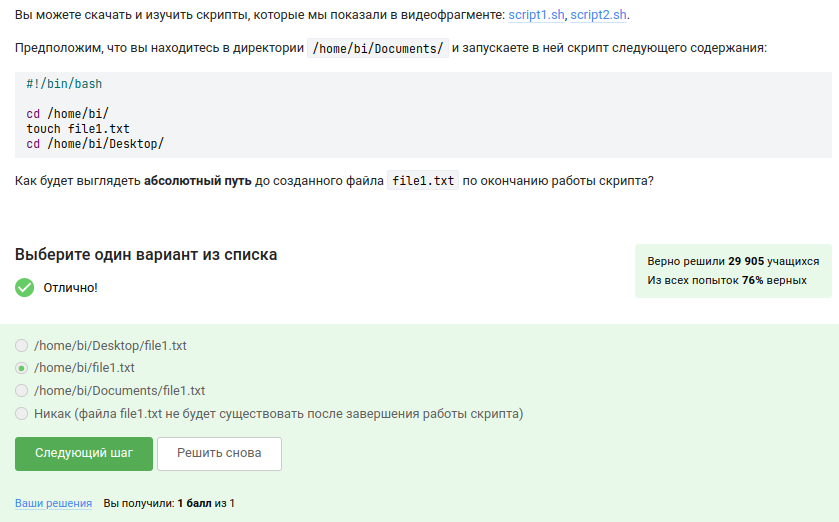 Вы можете скачать и изучить скрипты, которые мы показали в видеофрагменте: script1.sh, script2.sh.
Предположим, что вы находитесь в директории /home/bi/Documents/ и запускаете в ней скрипт следующего содержания:
#!/bin/bash
cd /home/bi/
touch file1.txt
cd /home/bi/Desktop/
Как будет выглядеть абсолютный путь до созданного файла file1.txt по окончанию работы скрипта?
Выберите один вариант из списка
Отлично!
Верно решили 29 905 учащихся
Из всех попыток 76% верных
/home/bi/Desktop/file1.txt
/home/bi/file1.txt
/home/bi/Documents/file1.txt
Никак (файла file1.txt не будет существовать после завершения работы скрипта)
Следующий шаг
Решить снова
Ваши решения Вы получили: 1 балл из 1